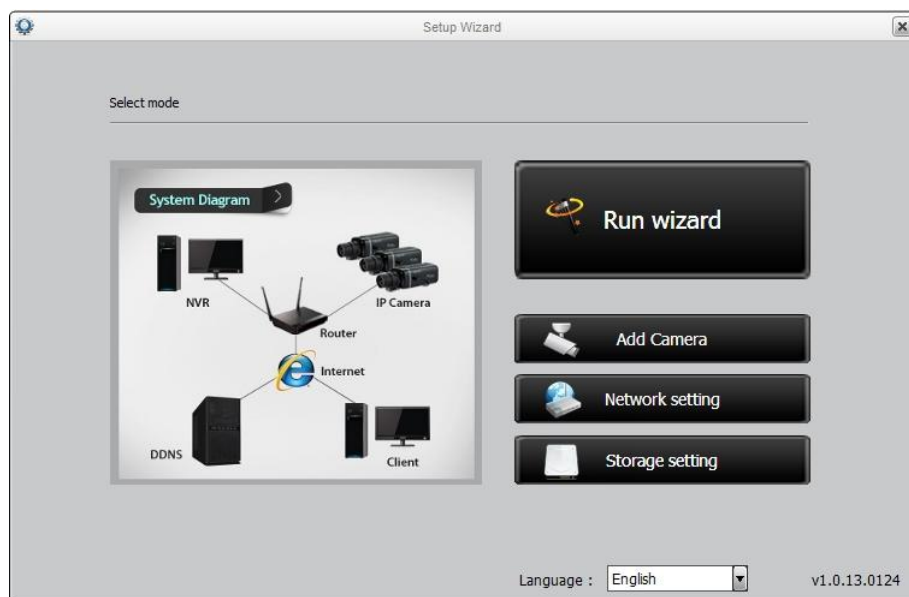 Setup Wizard
Select mode
System Diagram
NVR
IP Camera
Router
Internet
DDNS
Client
Run wizard
Add Camera
Network setting
Storage setting
Language : English
v1.0.13.0124